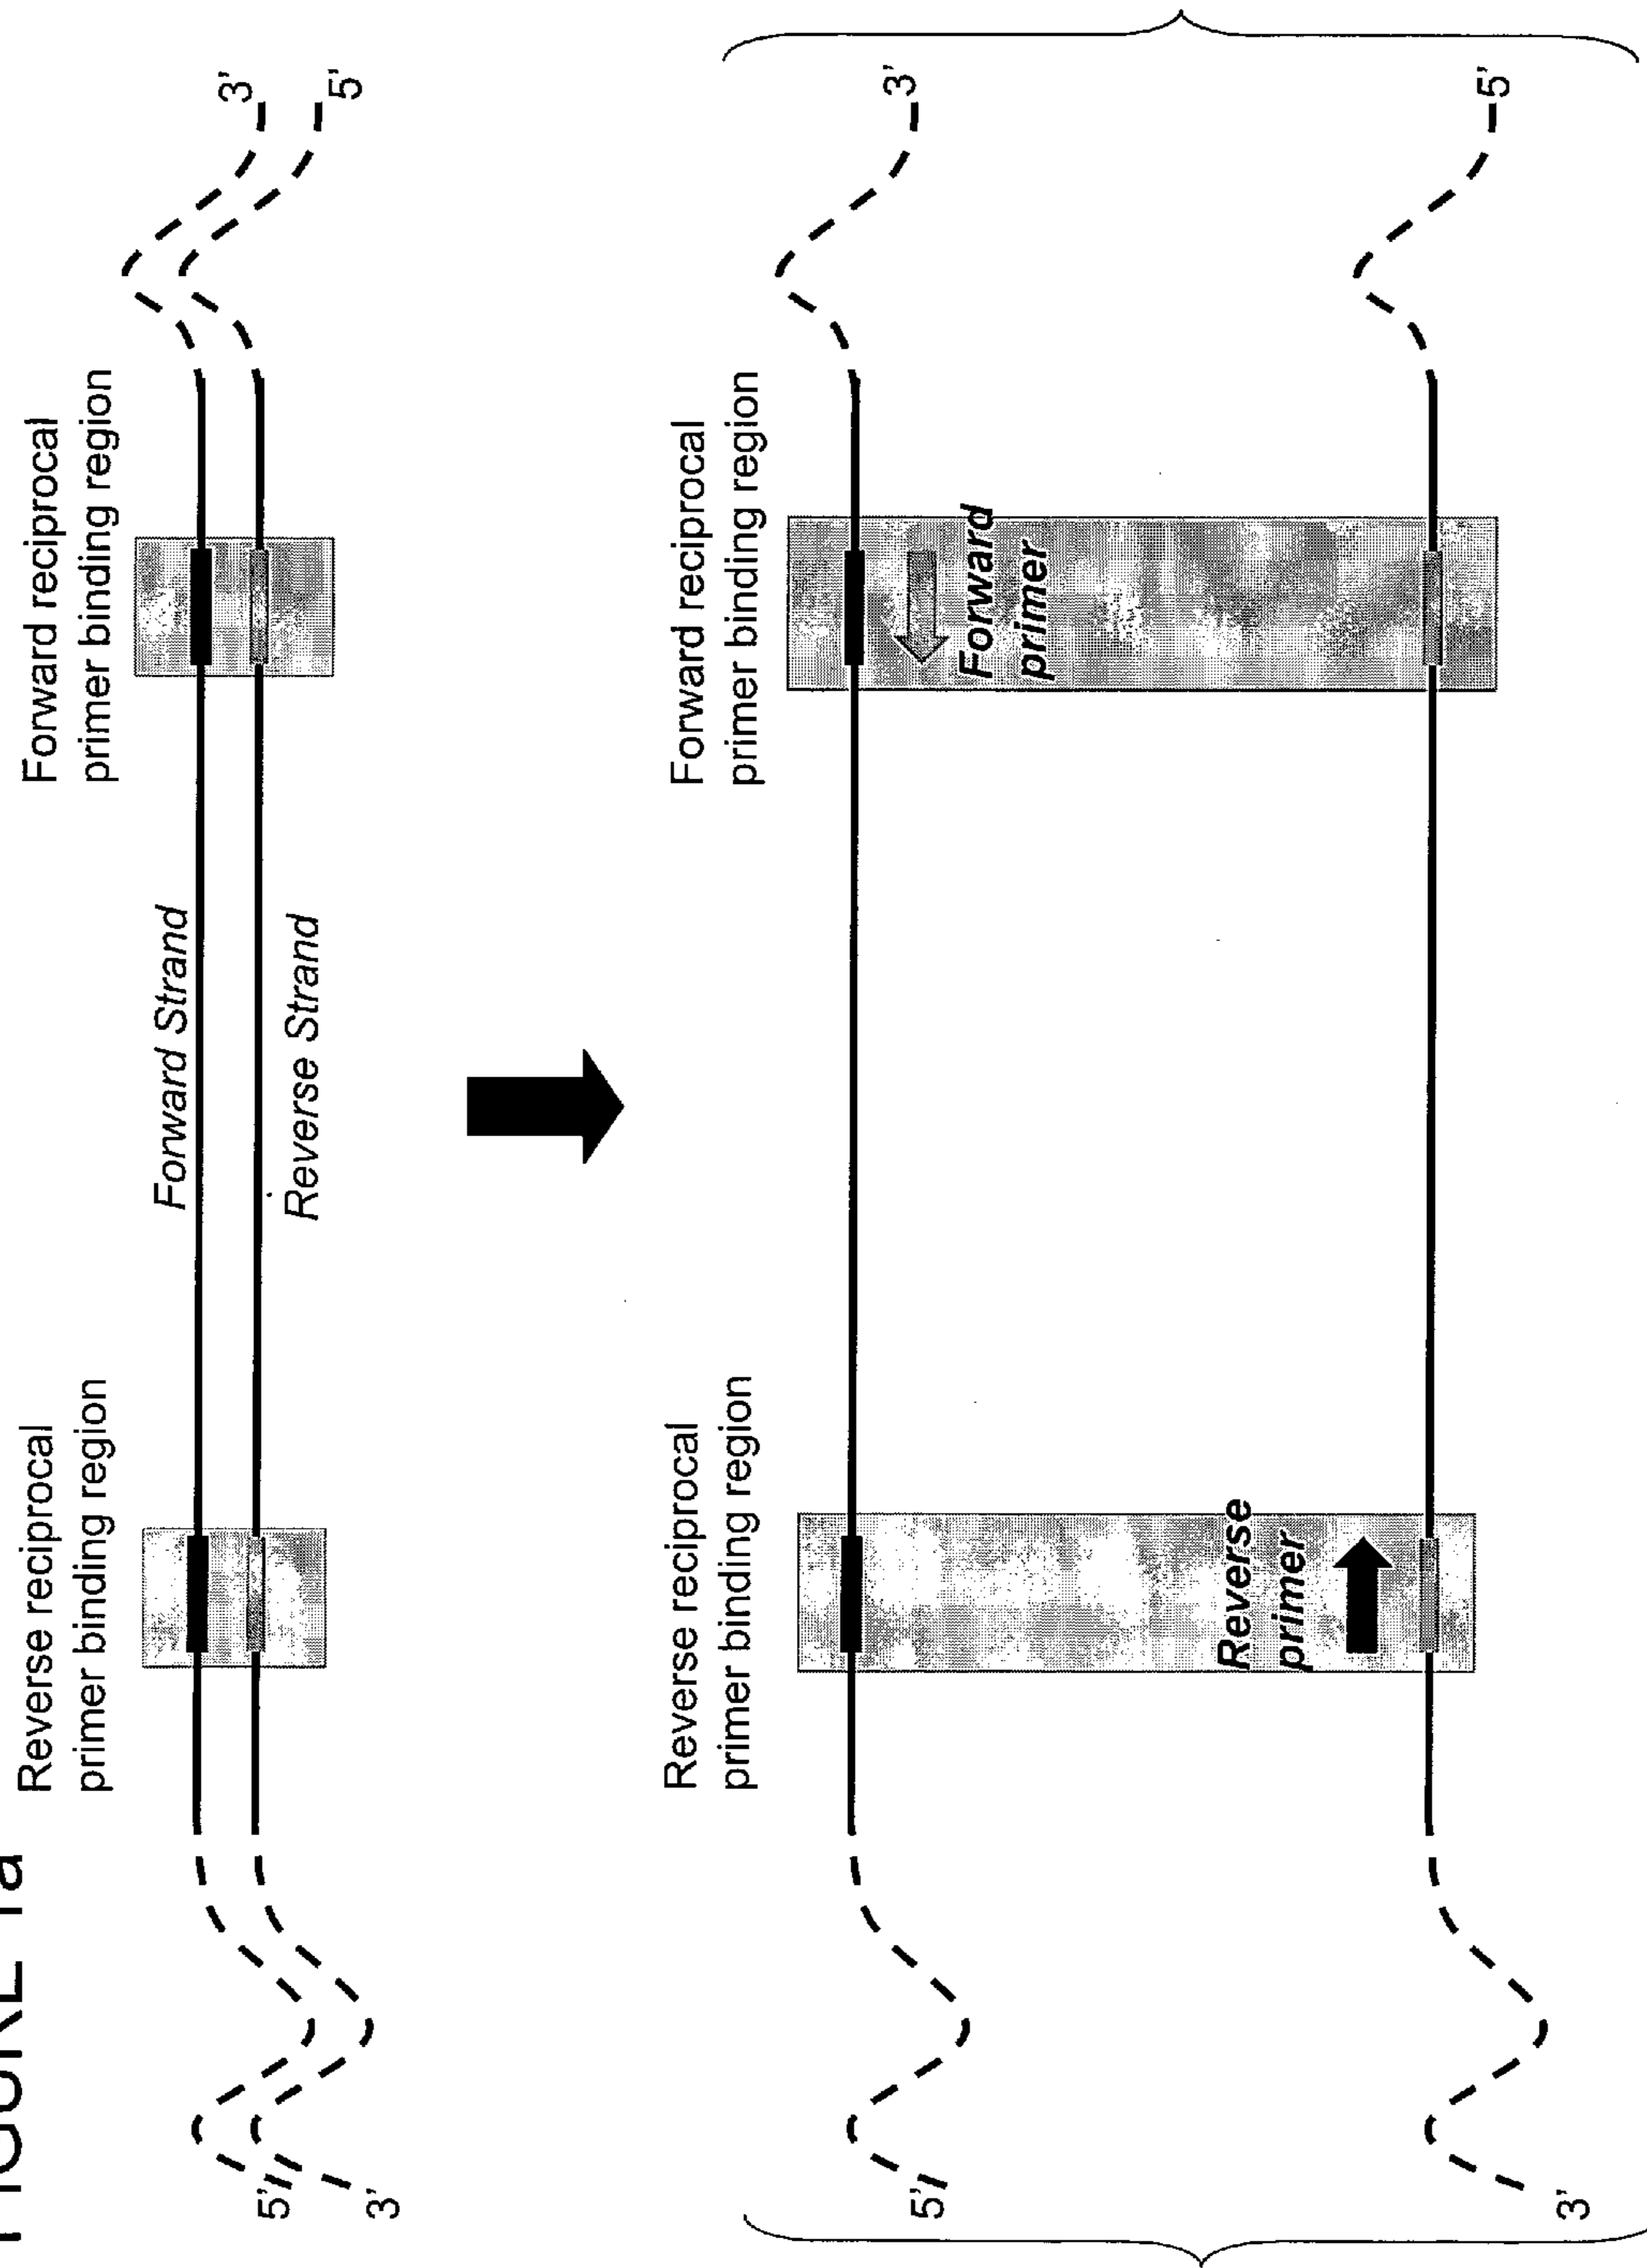 FIGURE 1a
Reverse reciprocal
primer binding region
Forward reciprocal
primer binding region
Forward Strand
Reverse Strand
5'
3'
3'
5'
Reverse reciprocal
primer binding region
Forward reciprocal
primer binding region
5'
3'
Forward
primer
Reverse
primer
3'
5'